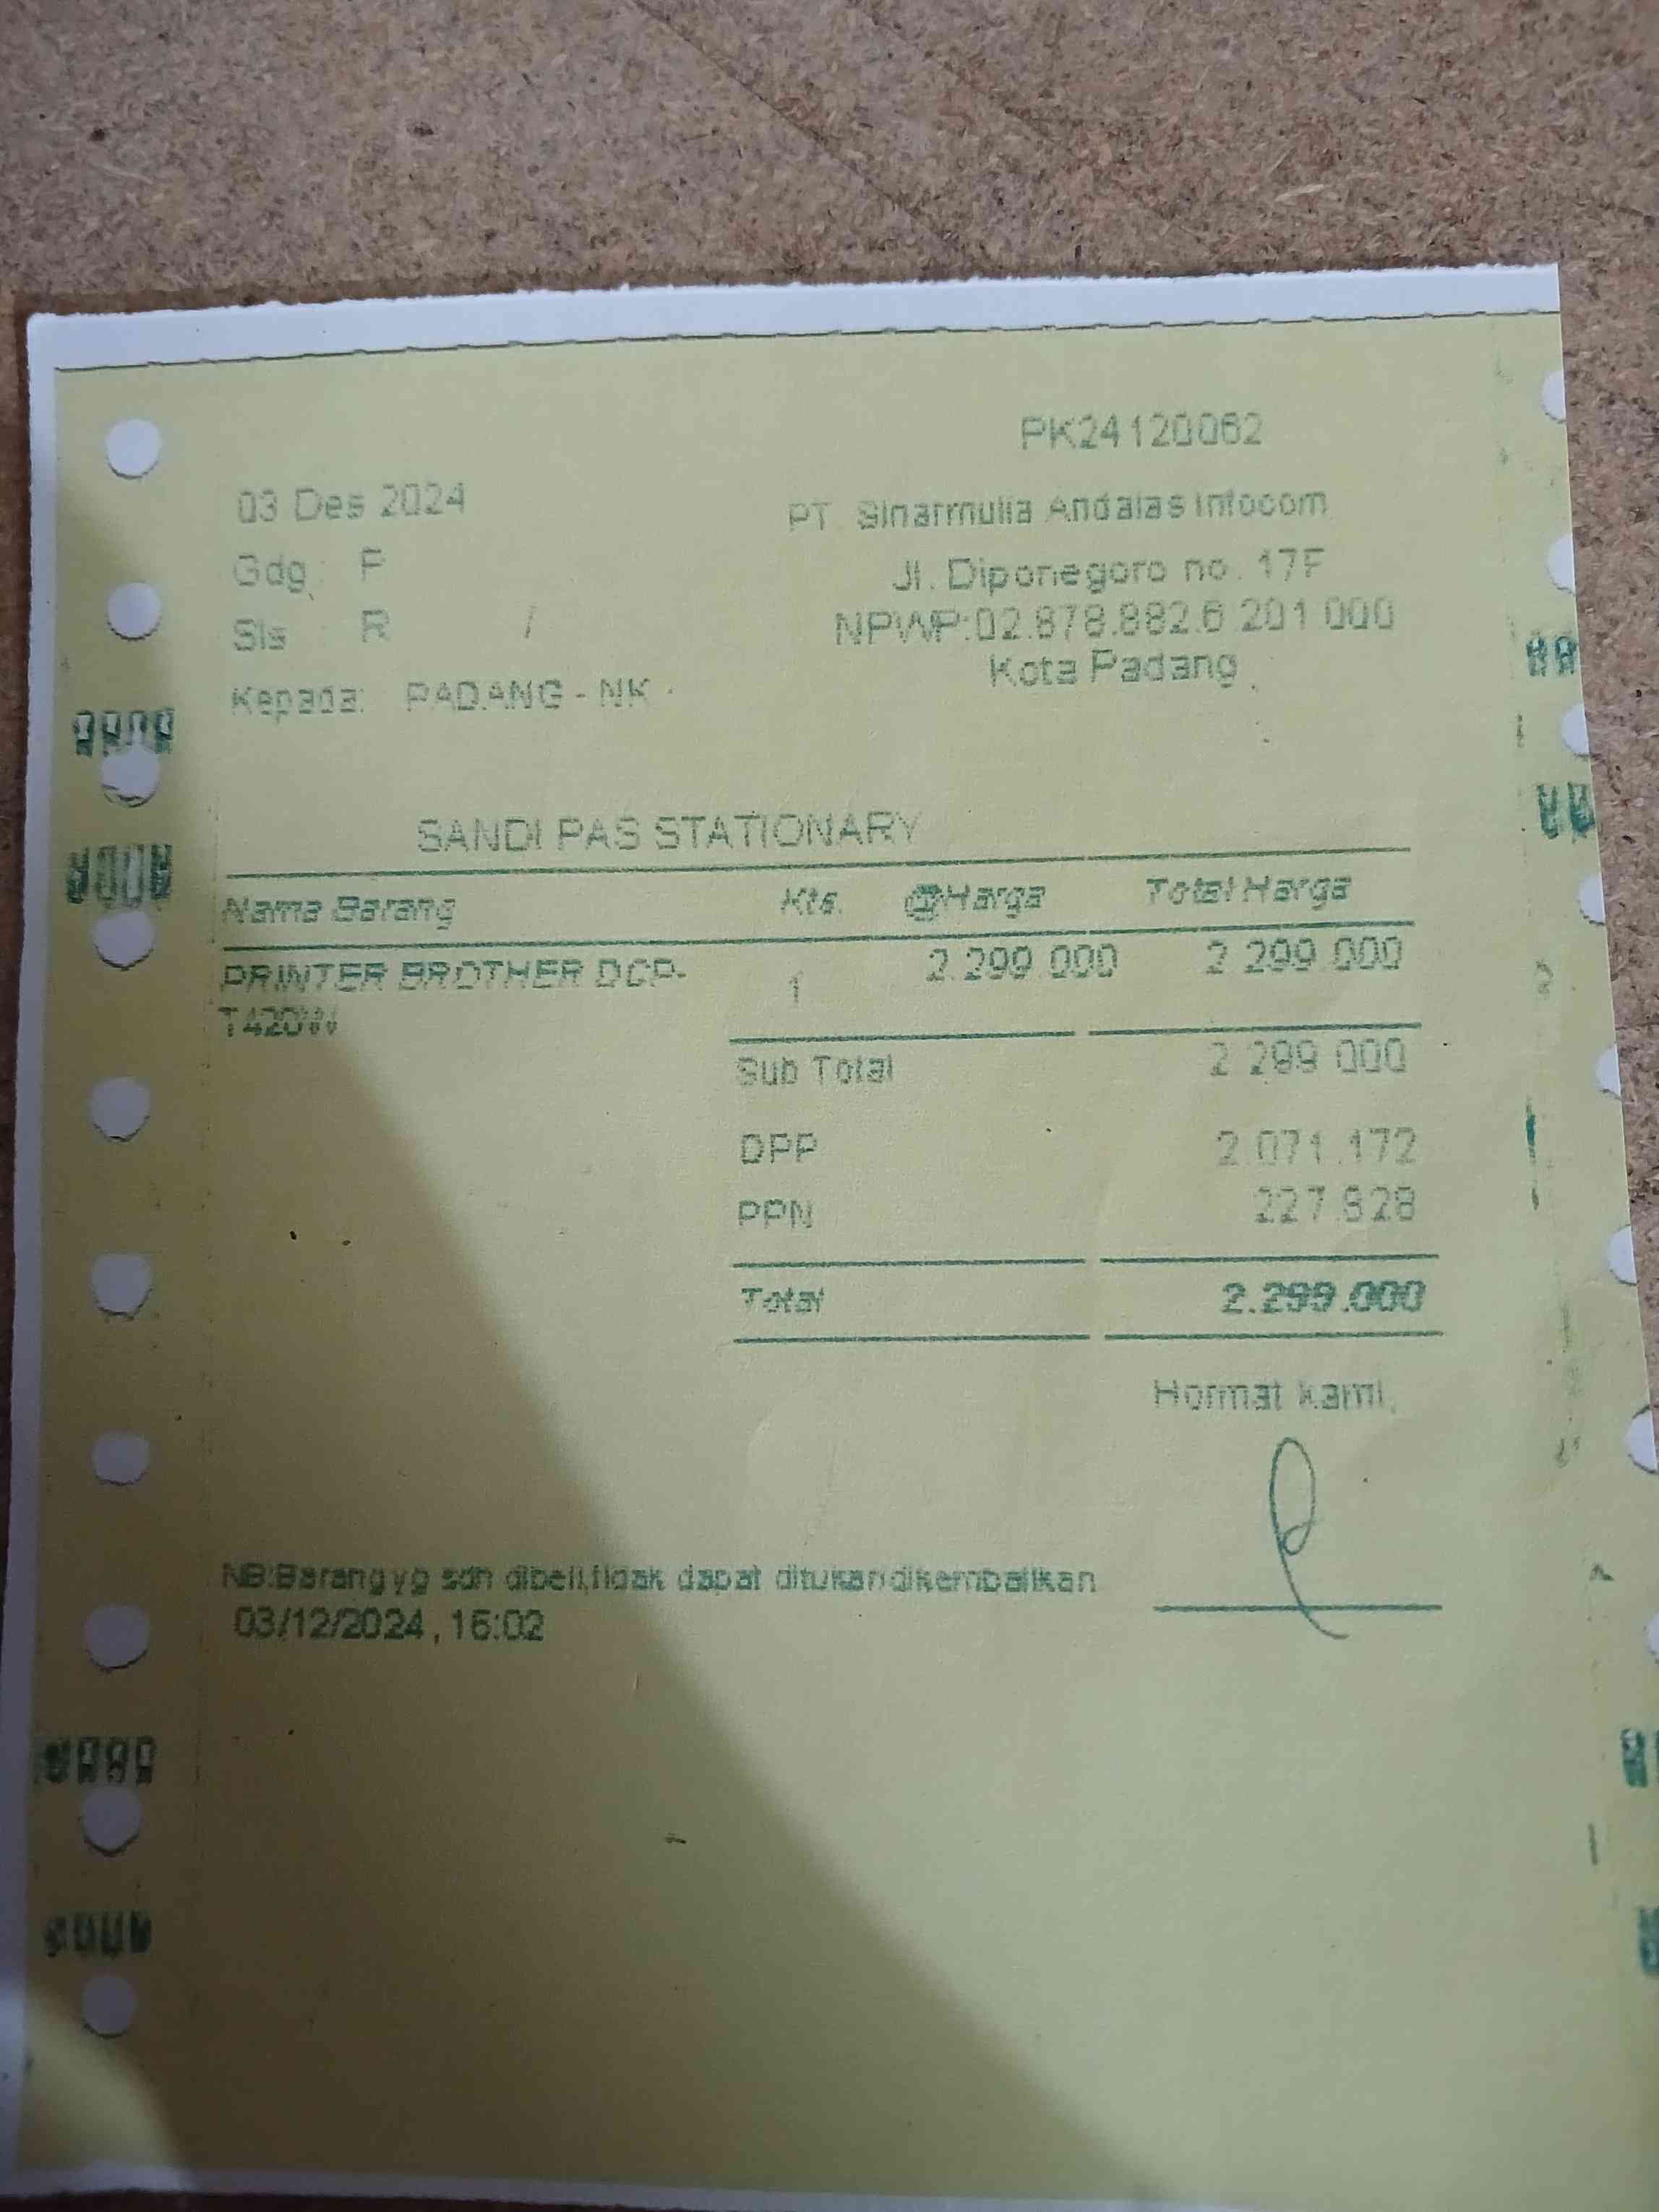 PK24120062
03 Des 2024
PT. Sinarmulia Andalas Infocom
Gdg : P
Jl. Diponegoro no. 17F
Sls : R /
NPWP:02.878.882.6.201.000
Kota Padang
Kepada: PADANG - NK
SANDI PAS STATIONARY
Nama Barang Kts. @Harga Total Harga
PRINTER BROTHER DCP- 1 2.299.000 2.299.000
T420W
Sub Total 2.299.000
DPP 2.071.172
PPN 227.828
Total 2.299.000
Hormat kami,
NB:Barang yg sdh dibeli,tidak dapat ditukar/dikembalikan
03/12/2024 , 16:02